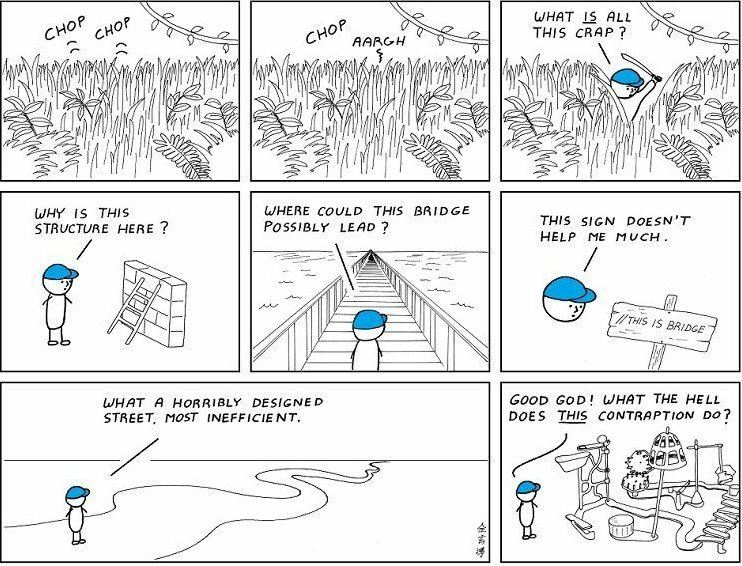 CHOP
CHOP
CHOP
AARGH
WHAT IS ALL
THIS CRAP?
WHY IS THIS
STRUCTURE HERE?
WHERE COULD THIS BRIDGE
POSSIBLY LEAD?
THIS SIGN DOESN'T
HELP ME MUCH.
//THIS IS BRIDGE
WHAT A HORRIBLY DESIGNED
STREET, MOST INEFFICIENT.
GOOD GOD! WHAT THE HELL
DOES THIS CONTRAPTION DO?